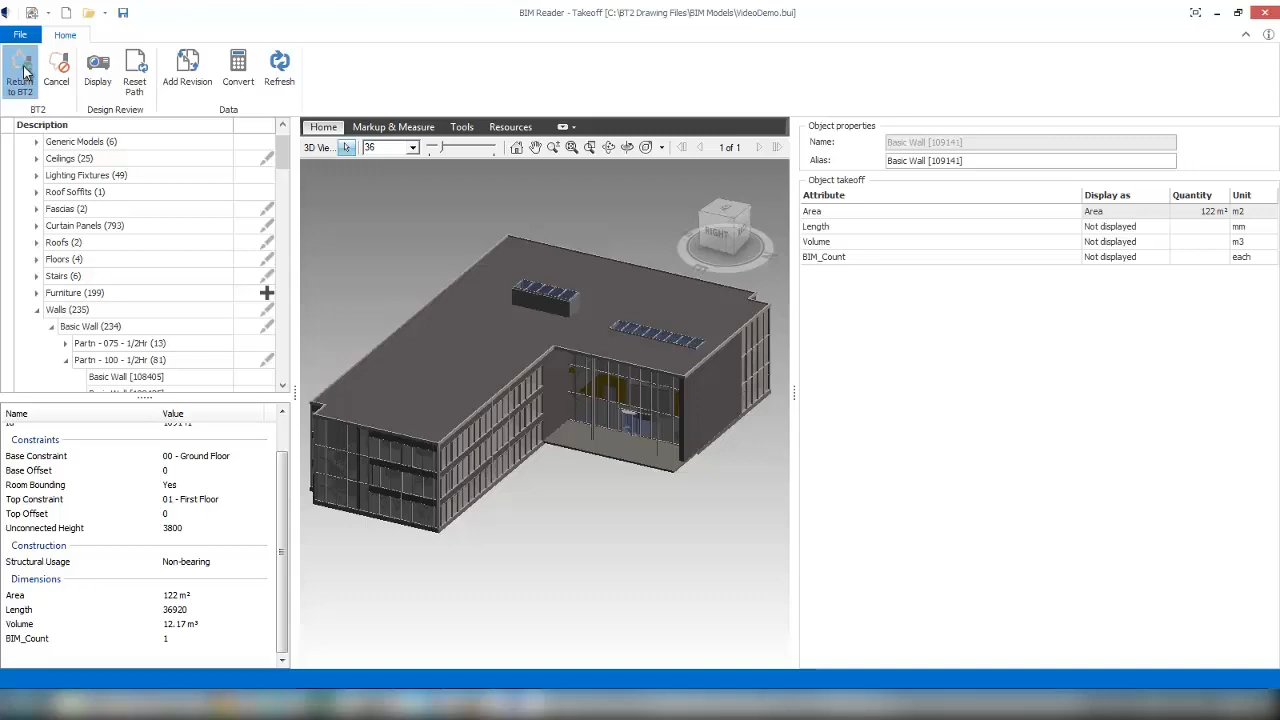 BIM Reader - Takeoff [C:\BT2 Drawing Files\BIM Models\VideoDemo.bui]
File Home
Return to BT2 Cancel Display Reset Path Add Revision Convert Refresh
BT2 Design Review Data
Description
Generic Models (6)
Ceilings (25)
Lighting Fixtures (49)
Roof Soffits (1)
Fascias (2)
Curtain Panels (793)
Roofs (2)
Floors (4)
Stairs (6)
Furniture (199)
Walls (235)
Basic Wall (234)
Partn - 075 - 1/2Hr (13)
Partn - 100 - 1/2Hr (81)
Basic Wall [108405]
Name Value
Constraints
Base Constraint 00 - Ground Floor
Base Offset 0
Room Bounding Yes
Top Constraint 01 - First Floor
Top Offset 0
Unconnected Height 3800
Construction
Structural Usage Non-bearing
Dimensions
Area 122 m²
Length 36920
Volume 12.17 m³
BIM_Count 1
Home Markup & Measure Tools Resources
3D Vie... 36 1 of 1
RIGHT
Object properties
Name: Basic Wall [109141]
Alias: Basic Wall [109141]
Object takeoff
Attribute Display as Quantity Unit
Area Area 122 m² m2
Length Not displayed mm
Volume Not displayed m3
BIM_Count Not displayed each